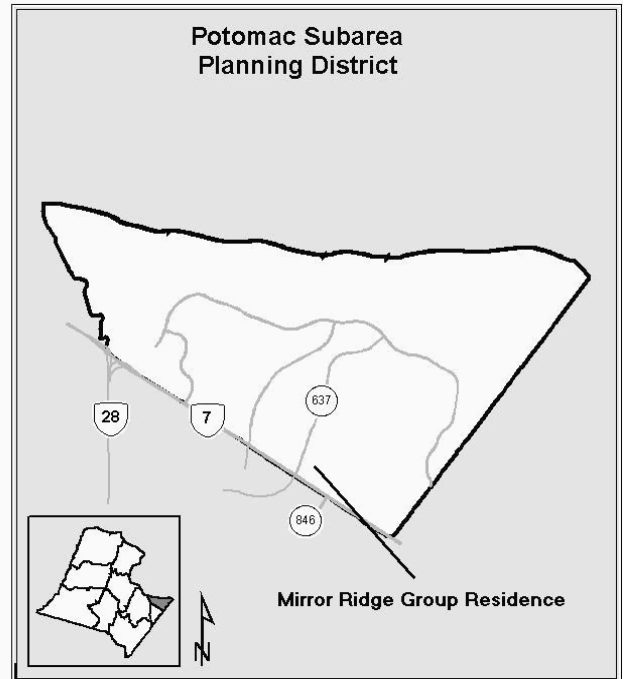 Potomac Subarea
Planning District
637
28
7
846
Mirror Ridge Group Residence
N